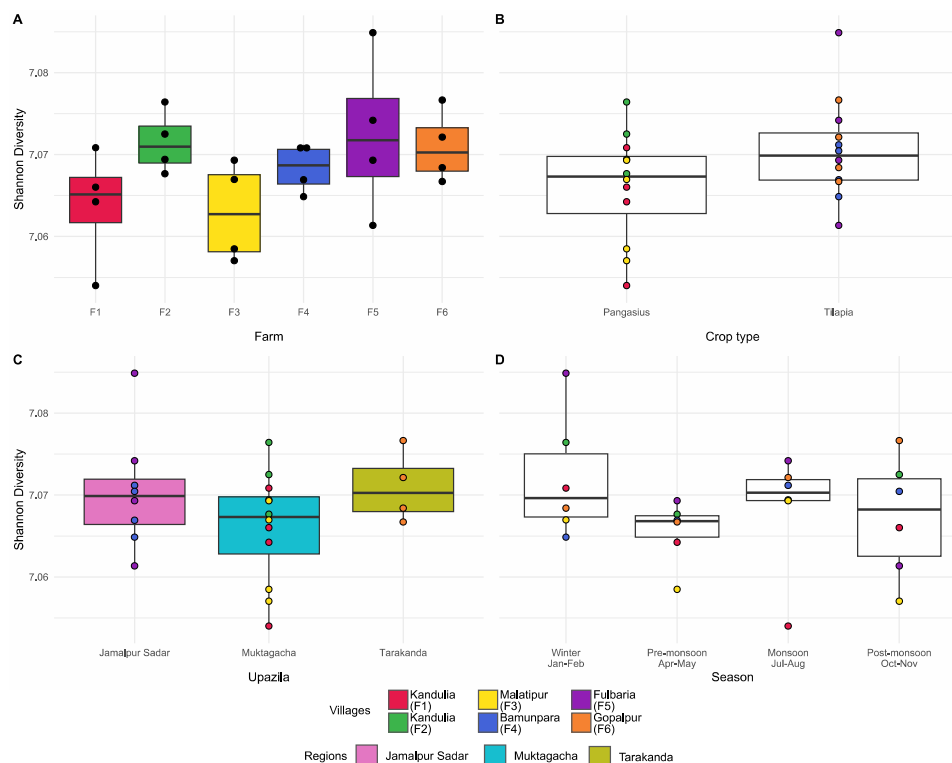 A
B
Shannon Diversity
7.08
7.07
7.06
F1 F2 F3 F4 F5 F6
Farm
Pangasius Tilapia
Crop type
C
D
Shannon Diversity
7.08
7.07
7.06
Jamalpur Sadar Muktagacha Tarakanda
Upazila
Winter Pre-monsoon Monsoon Post-monsoon
Jan-Feb Apr-May Jul-Aug Oct-Nov
Season
Villages
Kandulia
(F1)
Malatipur
(F3)
Fulbaria
(F5)
Kandulia
(F2)
Bamunpara
(F4)
Gopalpur
(F6)
Regions Jamalpur Sadar Muktagacha Tarakanda